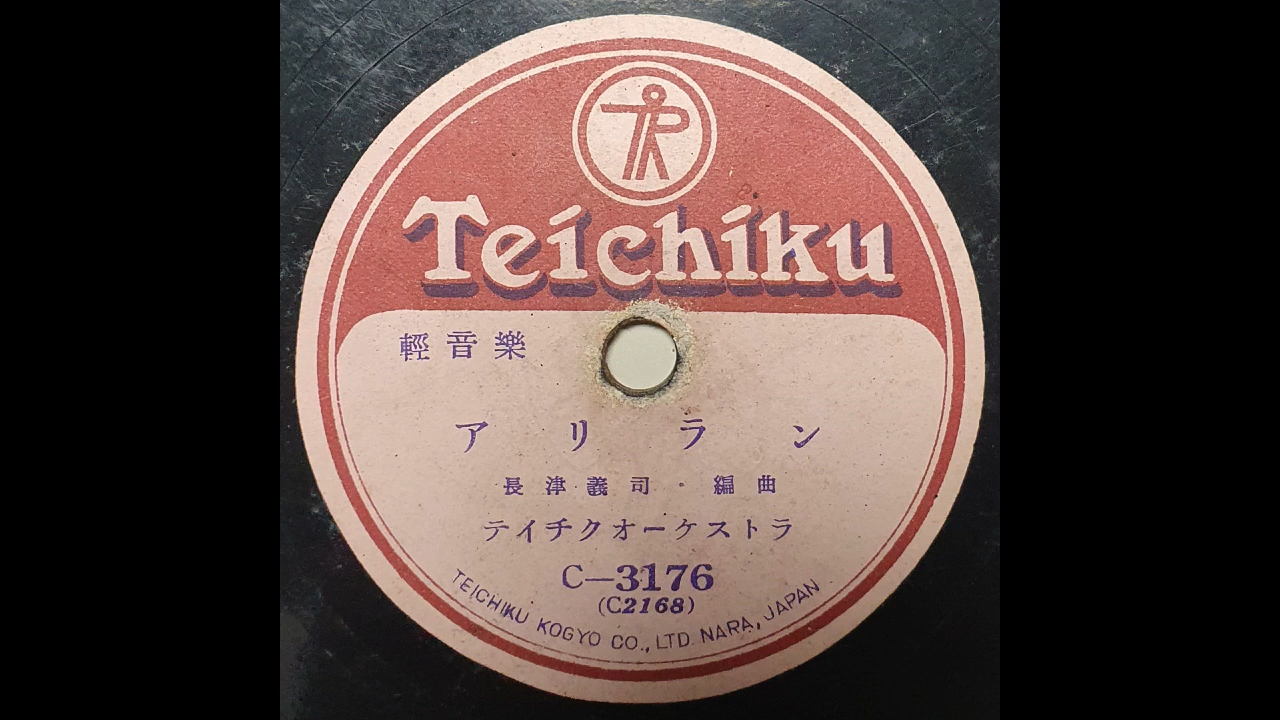 Teichiku
輕音樂
アリラン
長津義司・編曲
テイチクオーケストラ
C—3176
(C2168)
TEICHIKU KOGYO CO., LTD. NARA, JAPAN